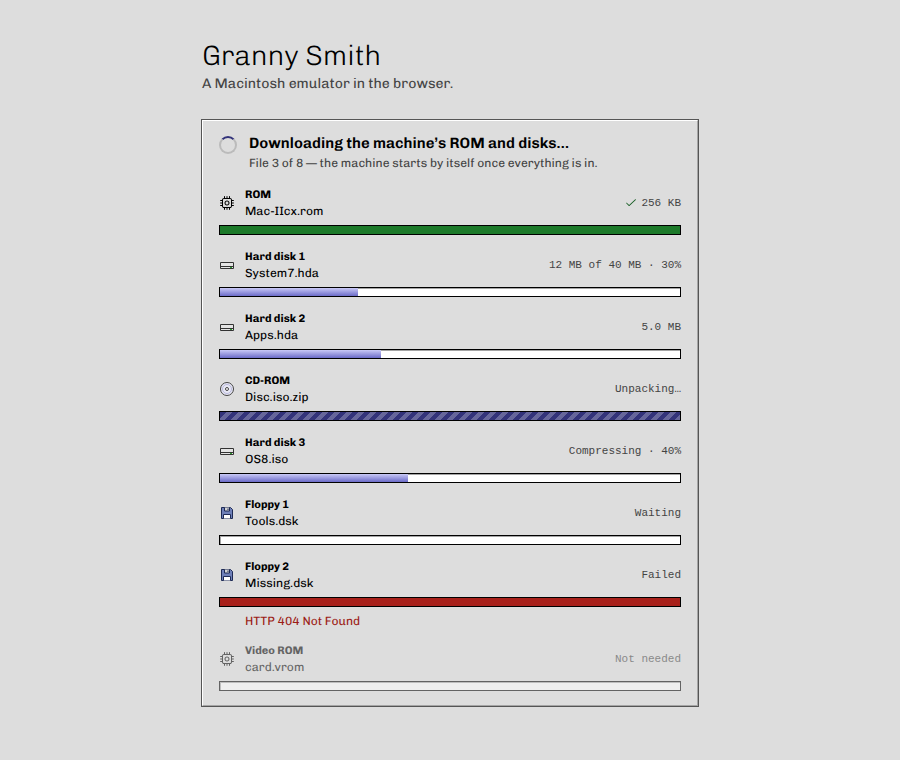 Granny Smith
A Macintosh emulator in the browser.
Downloading the machine’s ROM and disks…
File 3 of 8 — the machine starts by itself once everything is in.
ROM
Mac-IIcx.rom
256 KB
Hard disk 1
System7.hda
12 MB of 40 MB · 30%
Hard disk 2
Apps.hda
5.0 MB
CD-ROM
Disc.iso.zip
Unpacking…
Hard disk 3
OS8.iso
Compressing · 40%
Floppy 1
Tools.dsk
Waiting
Floppy 2
Missing.dsk
Failed
HTTP 404 Not Found
Video ROM
card.vrom
Not needed